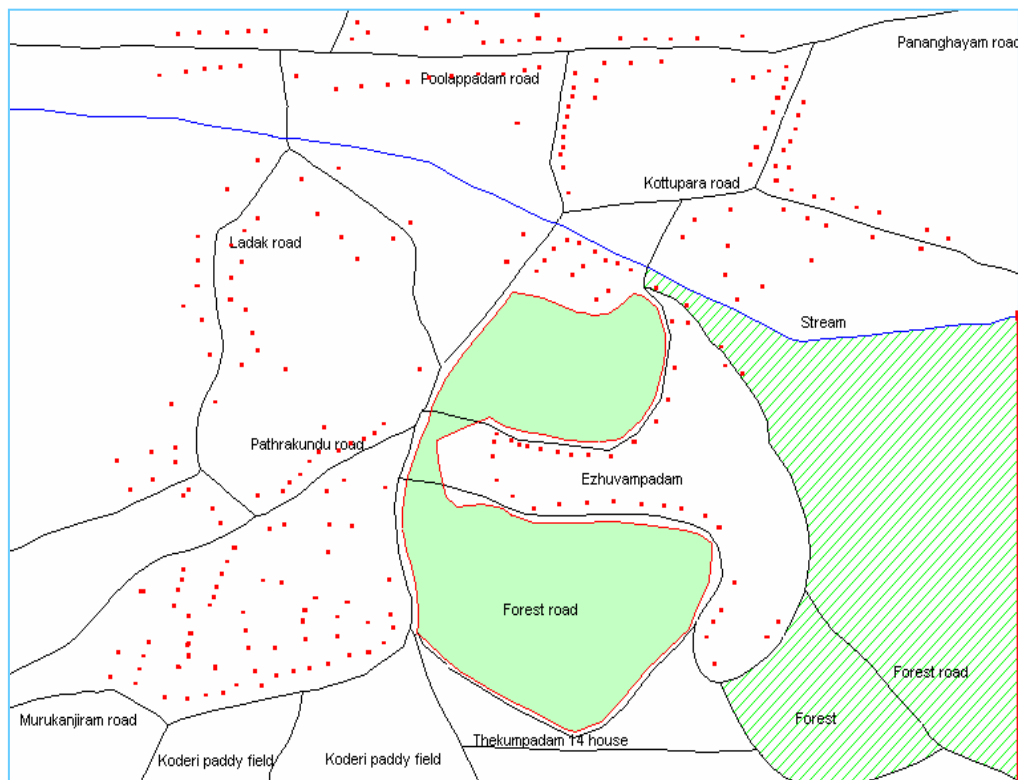 Pananghayam road
Poolappadam road
Kottupara road
Ladak road
Stream
Pathrakundu road
Ezhuvampadam
Forest road
Forest road
Murukanjiram road
Forest
Thekumpadam 14 house
Koderi paddy field
Koderi paddy field